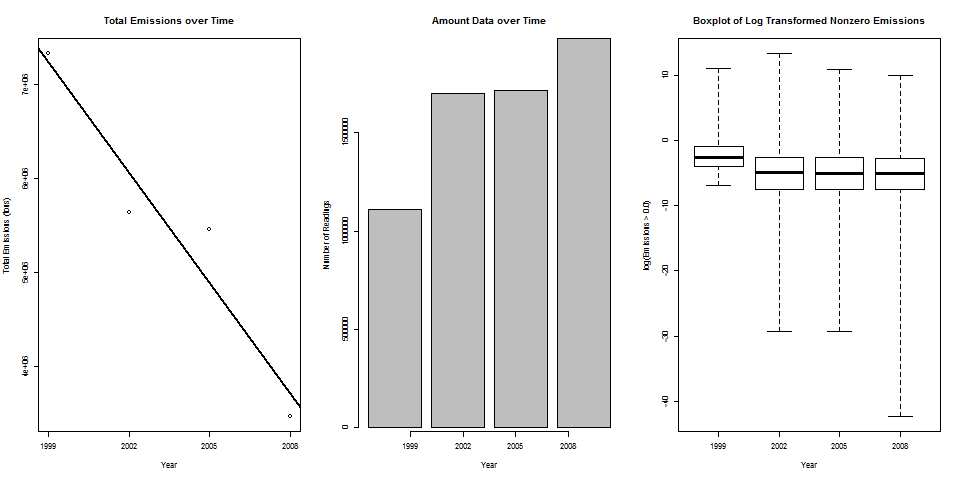 Total Emissions over Time
Total Emissions (tons)
7e+06
6e+06
5e+06
4e+06
1999 2002 2005 2008
Year
Amount Data over Time
Number of Readings
1500000
1000000
500000
0
1999 2002 2005 2008
Year
Boxplot of Log Transformed Nonzero Emissions
log(Emissions > 0.0)
10
0
-10
-20
-30
-40
1999 2002 2005 2008
Year